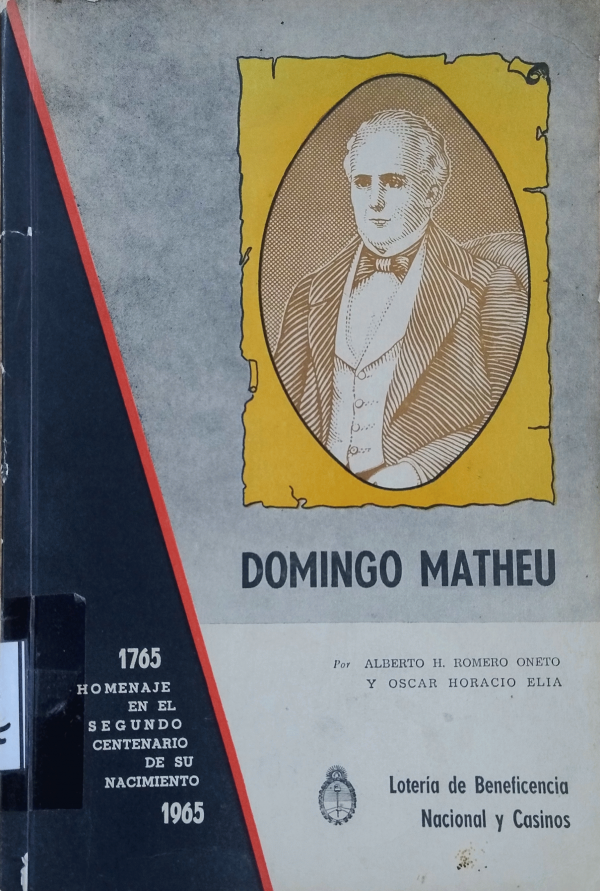 DOMINGO MATHEU
Por ALBERTO H. ROMERO ONETO
Y OSCAR HORACIO ELIA
1765
HOMENAJE
EN EL
SEGUNDO
CENTENARIO
DE SU
NACIMIENTO
1965
Lotería de Beneficencia
Nacional y Casinos